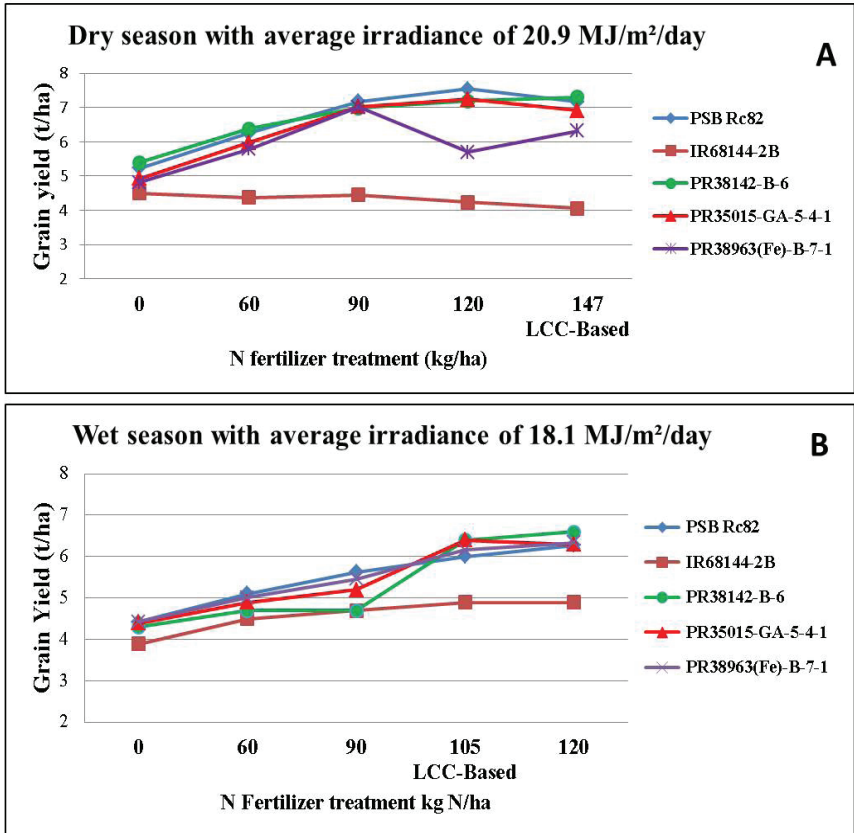 Dry season with average irradiance of 20.9 MJ/m²/day
A
Grain yield (t/ha)
8
7
6
5
4
3
2
0 60 90 120 147
LCC-Based
N fertilizer treatment (kg/ha)
PSB Rc82
IR68144-2B
PR38142-B-6
PR35015-GA-5-4-1
PR38963(Fe)-B-7-1
Wet season with average irradiance of 18.1 MJ/m²/day
B
Grain Yield (t/ha)
8
7
6
5
4
3
2
0 60 90 105 120
LCC-Based
N Fertilizer treatment kg N/ha
PSB Rc82
IR68144-2B
PR38142-B-6
PR35015-GA-5-4-1
PR38963(Fe)-B-7-1